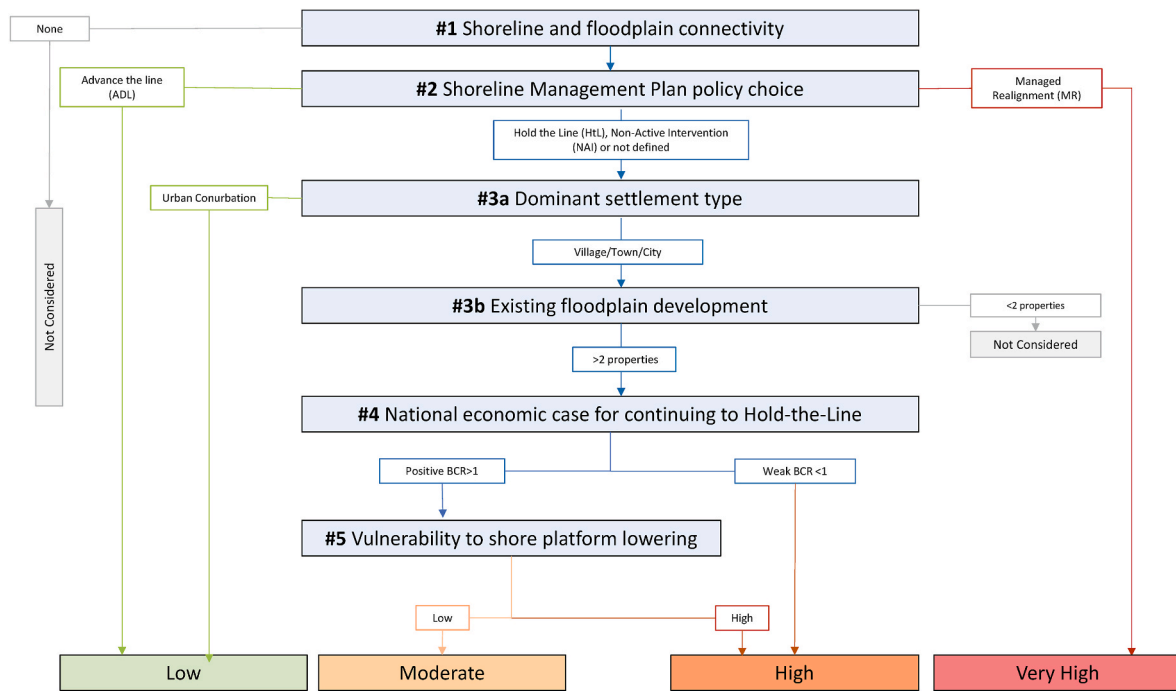 None
#1 Shoreline and floodplain connectivity
Advance the line
(ADL)
#2 Shoreline Management Plan policy choice
Managed
Realignment (MR)
Hold the Line (HtL), Non-Active Intervention
(NAI) or not defined
Urban Conurbation
#3a Dominant settlement type
Village/Town/City
Not Considered
#3b Existing floodplain development
<2 properties
Not Considered
>2 properties
#4 National economic case for continuing to Hold-the-Line
Positive BCR>1
Weak BCR <1
#5 Vulnerability to shore platform lowering
Low
High
Low
Moderate
High
Very High